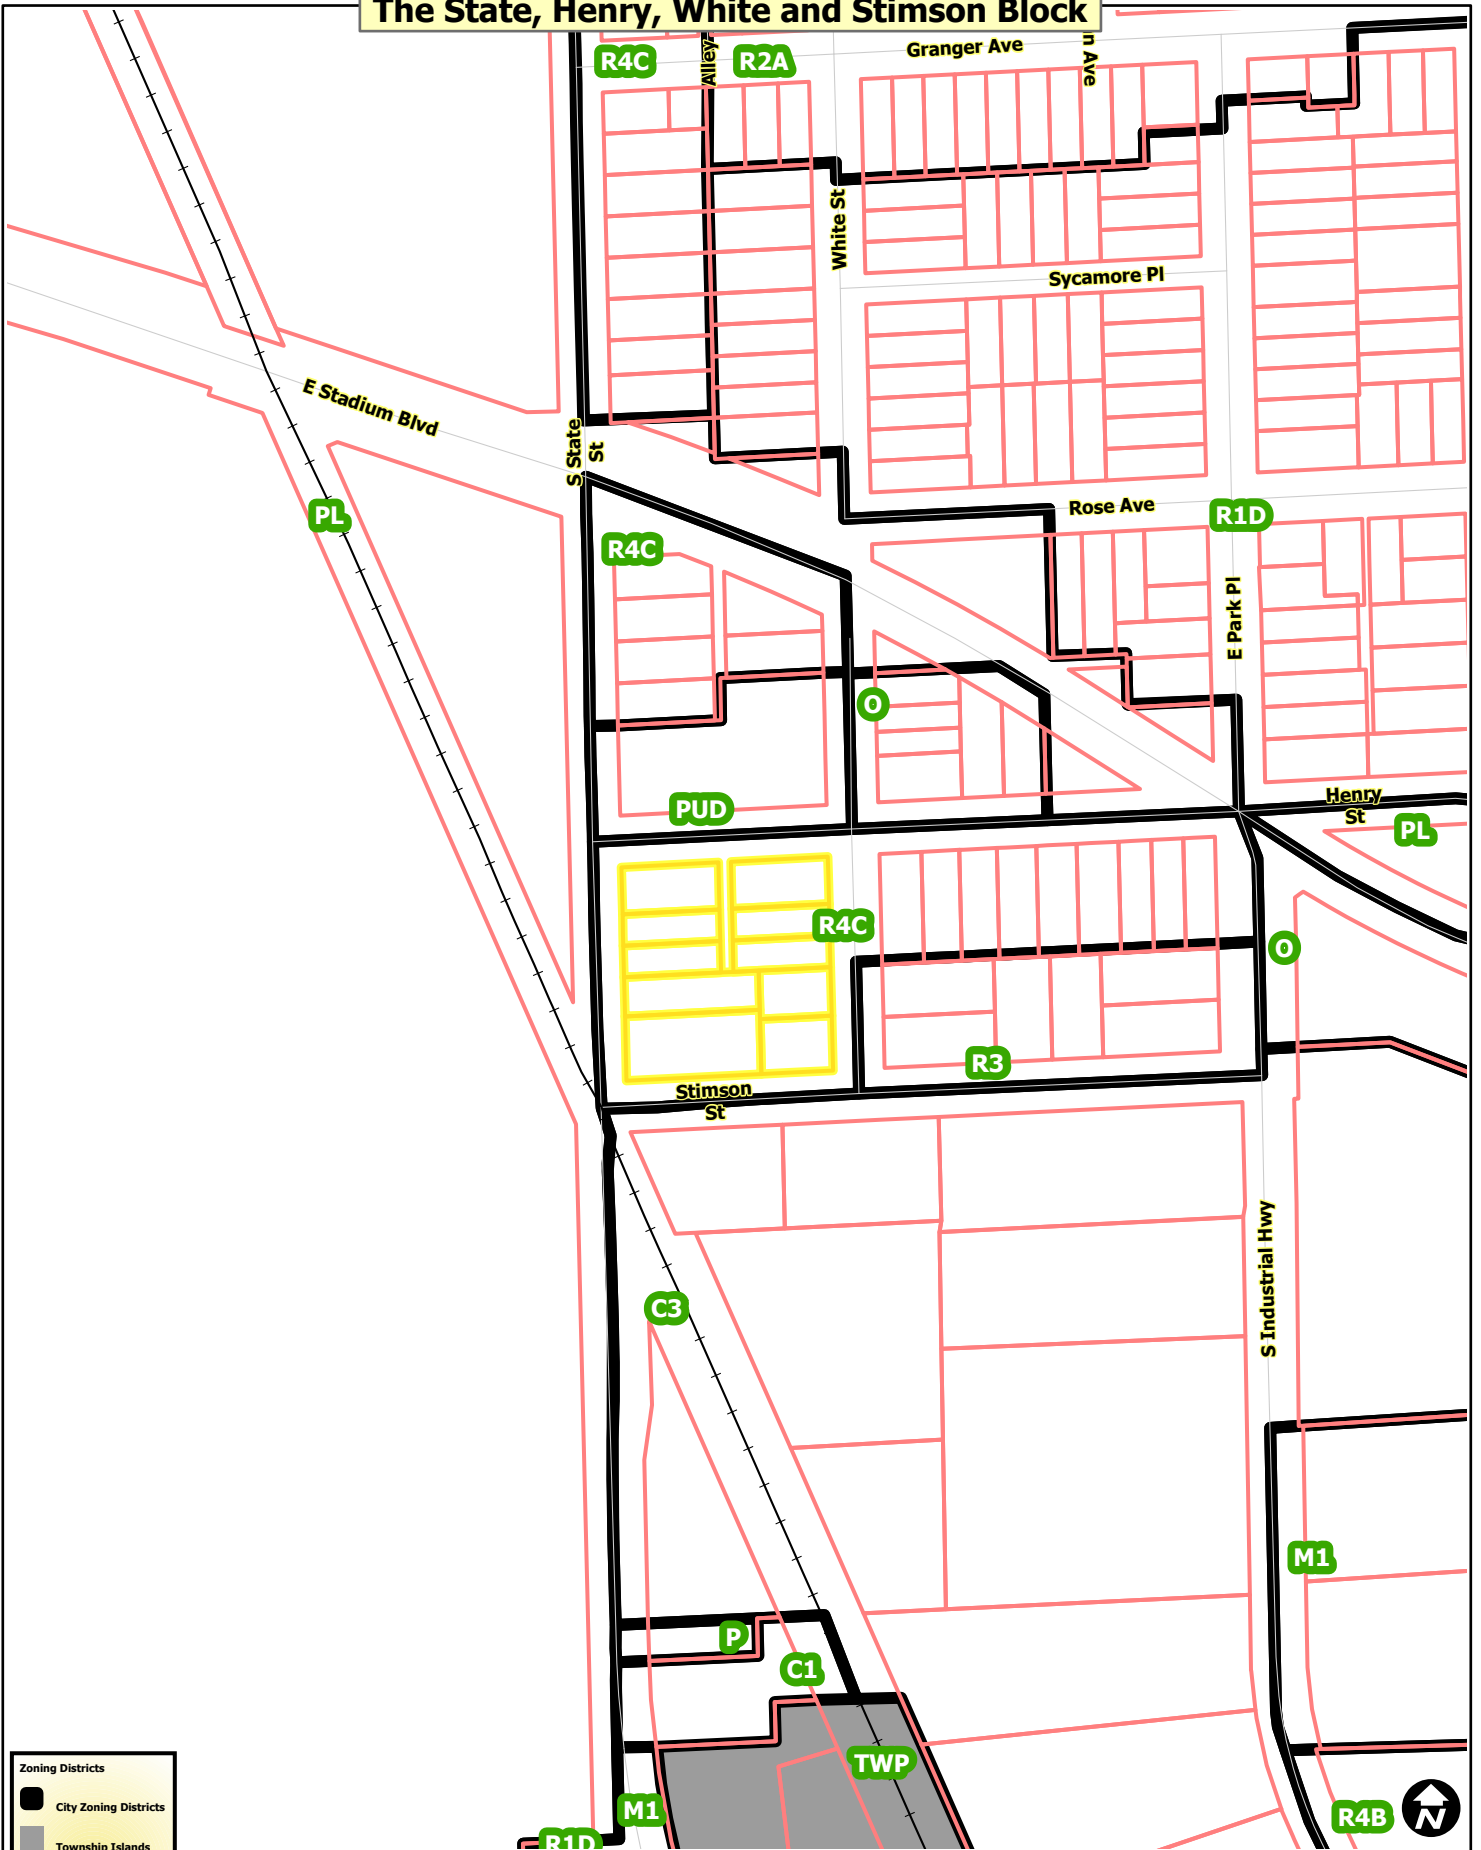 The State, Henry, White and Stimson Block
Granger Ave
n Ave
R4C
Alley
R2A
White St
Sycamore Pl
E Stadium Blvd
S State
St
Rose Ave
R1D
PL
R4C
E Park Pl
O
Henry
St
PUD
PL
R4C
O
R3
Stimson
St
S Industrial Hwy
C3
M1
P
C1
TWP
Zoning Districts
City Zoning Districts
Township Islands
M1
R4B
N
R1D